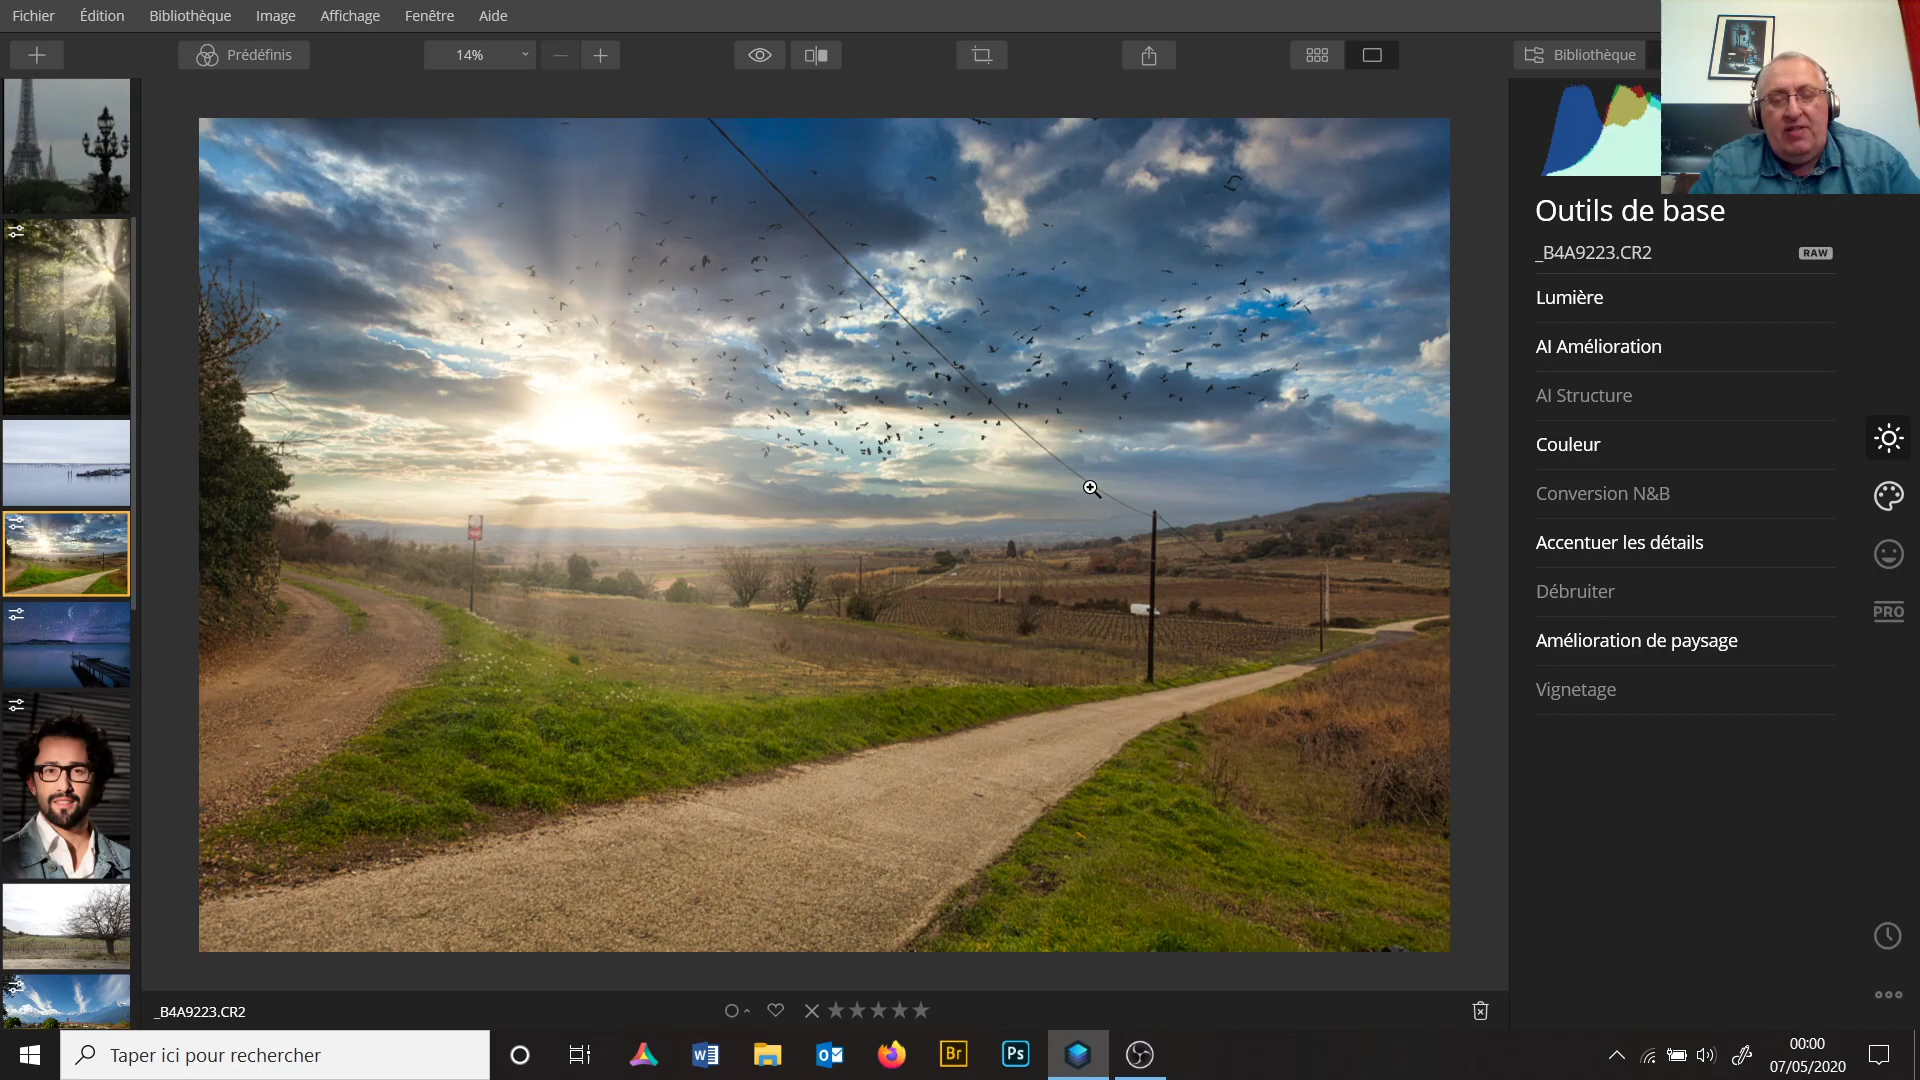 Fichier Édition Bibliothèque Image Affichage Fenêtre Aide
Prédéfinis 14% Bibliothèque
Outils de base
_B4A9223.CR2 RAW
Lumière
AI Amélioration
AI Structure
Couleur
Conversion N&B
Accentuer les détails
Débruiter
PRO
Amélioration de paysage
Vignetage
_B4A9223.CR2
Taper ici pour rechercher
Br
Ps
00:00
07/05/2020